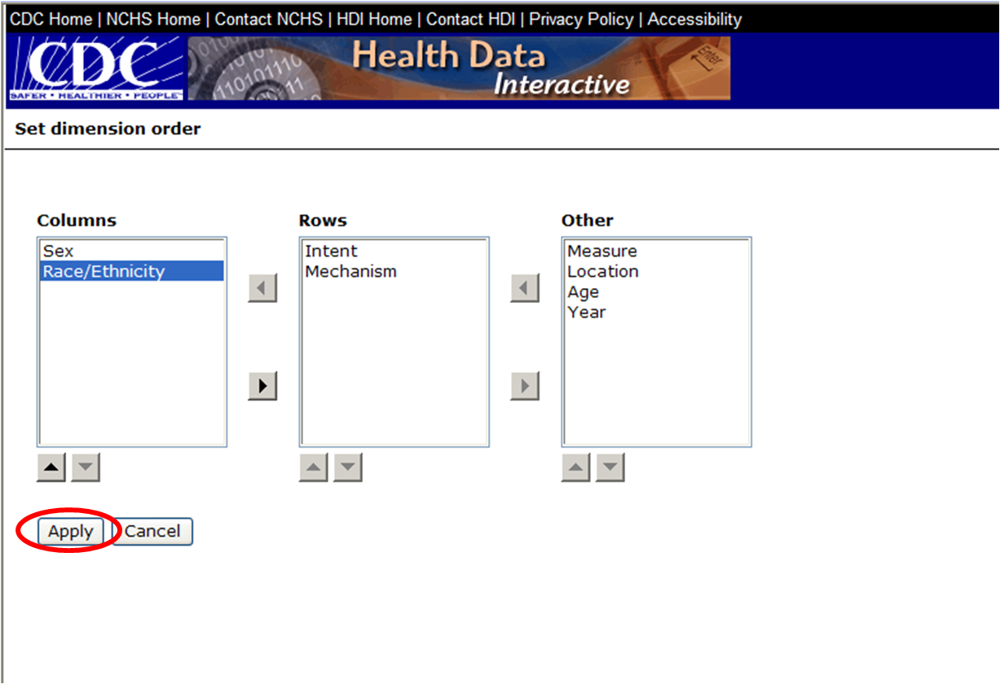 CDC Home | NCHS Home | Contact NCHS | HDI Home | Contact HDI | Privacy Policy | Accessibility
CDC
SAFER • HEALTHIER • PEOPLE™
Health Data
Interactive
Enter
Set dimension order
Columns
Sex
Race/Ethnicity
Rows
Intent
Mechanism
Other
Measure
Location
Age
Year
Apply
Cancel